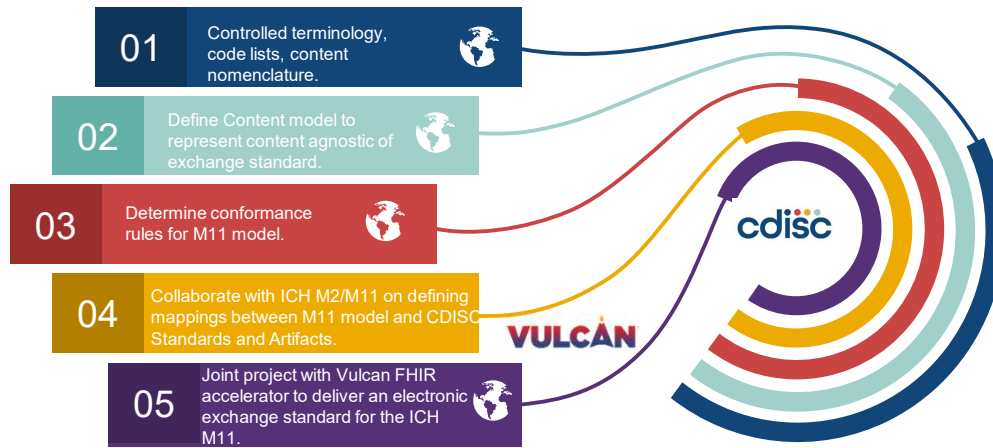 01
Controlled terminology,
code lists, content
nomenclature.
02
Define Content model to
represent content agnostic of
exchange standard.
03
Determine conformance
rules for M11 model.
04
Collaborate with ICH M2/M11 on defining
mappings between M11 model and CDISC
Standards and Artifacts.
05
Joint project with Vulcan FHIR
accelerator to deliver an electronic
exchange standard for the ICH
M11.
VULCAN
cdisc